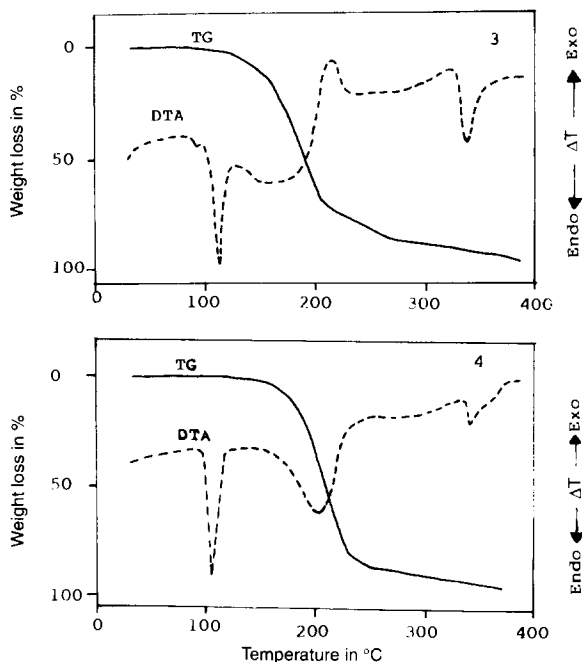 3
TG
DTA
Weight loss in %
0
50
100
0 100 200 300 400
Endo ΔT Exo
4
TG
DTA
Weight loss in %
0
50
100
0 100 200 300 400
Temperature in °C
Endo ΔT Exo